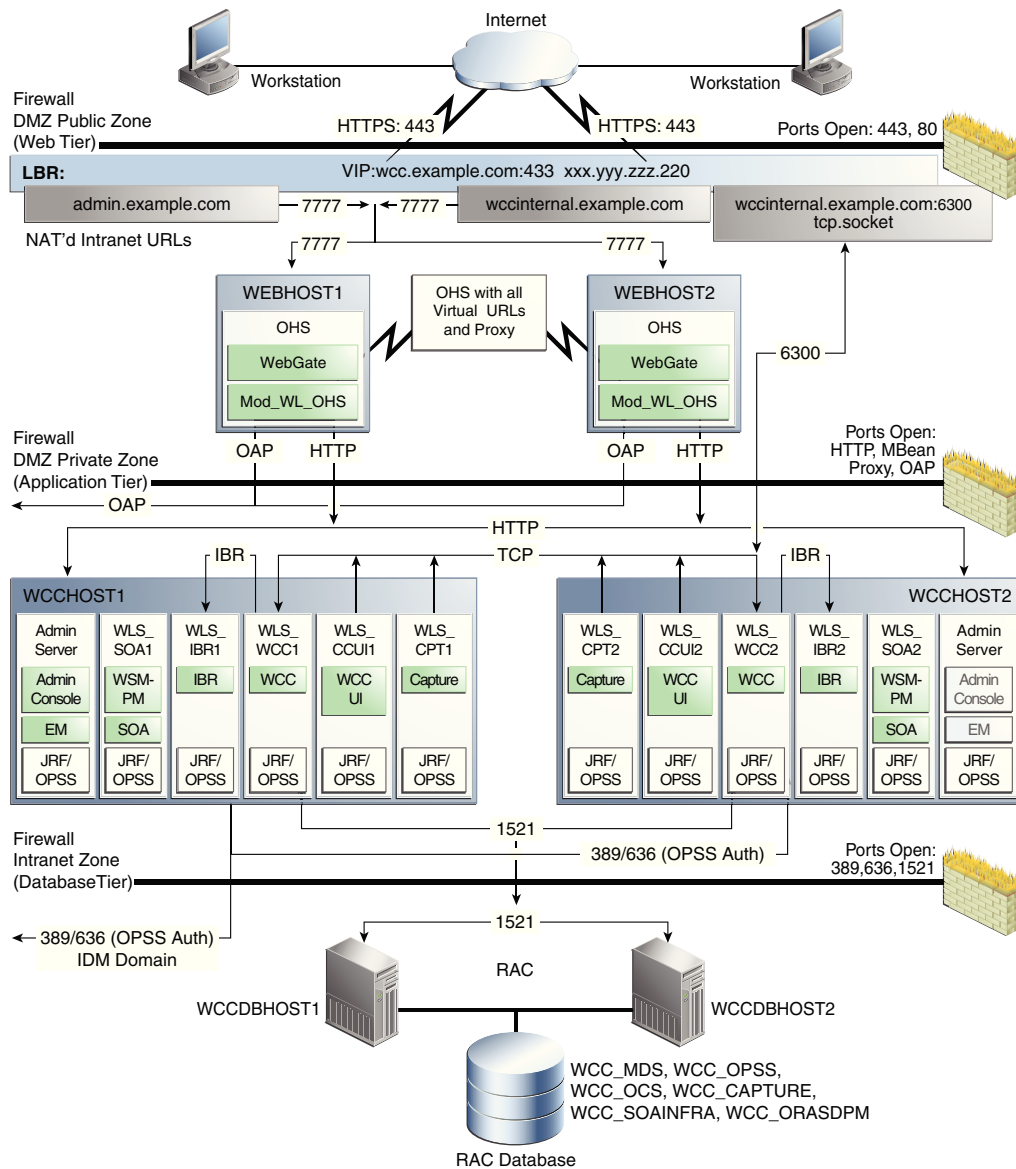 Internet
Workstation
Workstation
Firewall
DMZ Public Zone
(Web Tier)
HTTPS: 443
HTTPS: 443
Ports Open: 443, 80
LBR:
VIP:wcc.example.com:433 xxx.yyy.zzz.220
admin.example.com
7777
7777
wccinternal.example.com
wccinternal.example.com:6300
tcp.socket
NAT'd Intranet URLs
7777
7777
WEBHOST1
OHS
WebGate
Mod_WL_OHS
OHS with all
Virtual URLs
and Proxy
WEBHOST2
OHS
WebGate
Mod_WL_OHS
6300
OAP
HTTP
OAP
HTTP
Firewall
DMZ Private Zone
(Application Tier)
Ports Open:
HTTP, MBean
Proxy, OAP
OAP
HTTP
IBR
TCP
IBR
WCCHOST1
Admin
Server
Admin
Console
EM
JRF/
OPSS
WLS_
SOA1
WSM-
PM
SOA
JRF/
OPSS
WLS_
IBR1
IBR
JRF/
OPSS
WLS_
WCC1
WCC
JRF/
OPSS
WLS_
CCUI1
WCC
UI
JRF/
OPSS
WLS_
CPT1
Capture
JRF/
OPSS
WCCHOST2
WLS_
CPT2
Capture
JRF/
OPSS
WLS_
CCUI2
WCC
UI
JRF/
OPSS
WLS_
WCC2
WCC
JRF/
OPSS
WLS_
IBR2
IBR
JRF/
OPSS
WLS_
SOA2
WSM-
PM
SOA
JRF/
OPSS
Admin
Server
Admin
Console
EM
JRF/
OPSS
1521
389/636 (OPSS Auth)
Firewall
Intranet Zone
(DatabaseTier)
Ports Open:
389,636,1521
389/636 (OPSS Auth)
IDM Domain
1521
RAC
WCCDBHOST1
WCCDBHOST2
WCC_MDS, WCC_OPSS,
WCC_OCS, WCC_CAPTURE,
WCC_SOAINFRA, WCC_ORASDPM
RAC Database